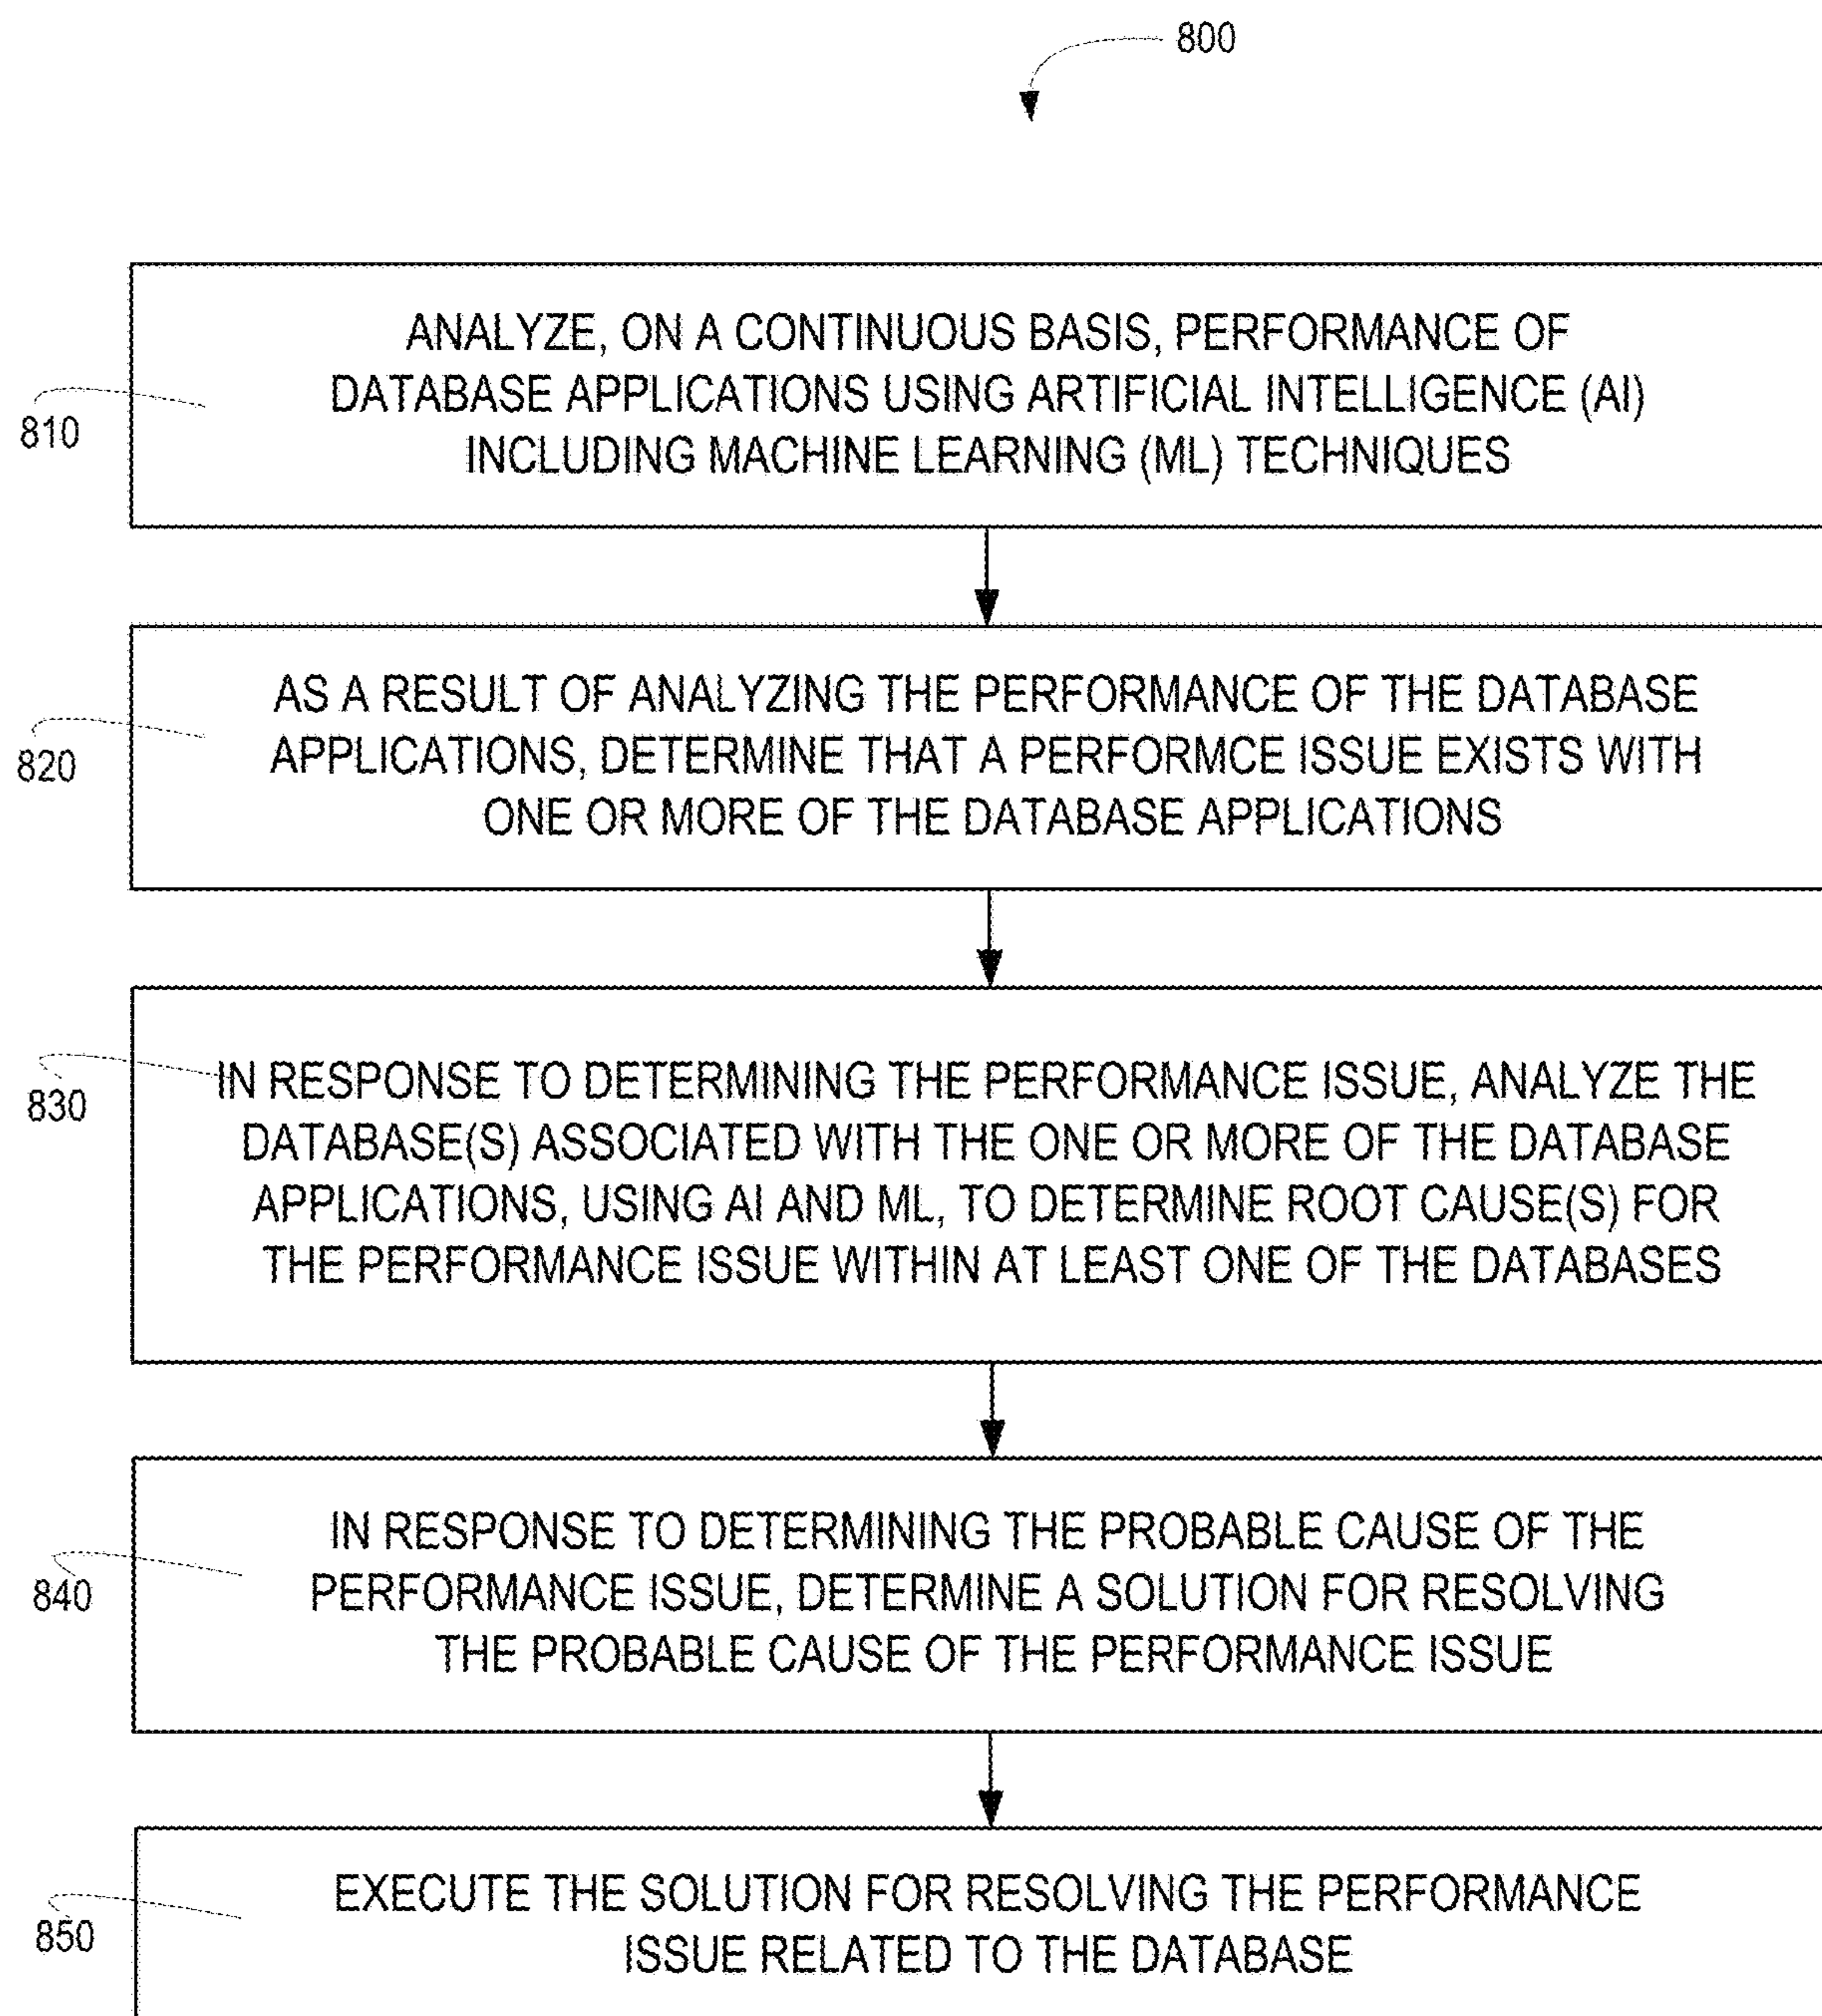 800
ANALYZE, ON A CONTINUOUS BASIS, PERFORMANCE OF
DATABASE APPLICATIONS USING ARTIFICIAL INTELLIGENCE (AI)
INCLUDING MACHINE LEARNING (ML) TECHNIQUES
810
AS A RESULT OF ANALYZING THE PERFORMANCE OF THE DATABASE
APPLICATIONS, DETERMINE THAT A PERFORMCE ISSUE EXISTS WITH
ONE OR MORE OF THE DATABASE APPLICATIONS
820
IN RESPONSE TO DETERMINING THE PERFORMANCE ISSUE, ANALYZE THE
DATABASE(S) ASSOCIATED WITH THE ONE OR MORE OF THE DATABASE
APPLICATIONS, USING AI AND ML, TO DETERMINE ROOT CAUSE(S) FOR
THE PERFORMANCE ISSUE WITHIN AT LEAST ONE OF THE DATABASES
830
IN RESPONSE TO DETERMINING THE PROBABLE CAUSE OF THE
PERFORMANCE ISSUE, DETERMINE A SOLUTION FOR RESOLVING
THE PROBABLE CAUSE OF THE PERFORMANCE ISSUE
840
EXECUTE THE SOLUTION FOR RESOLVING THE PERFORMANCE
ISSUE RELATED TO THE DATABASE
850